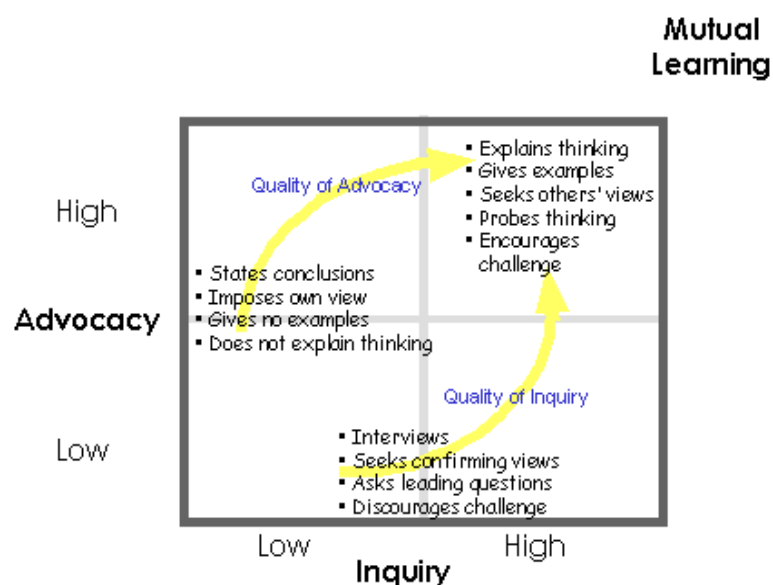 Mutual
Learning
▪ Explains thinking
▪ Gives examples
▪ Seeks others' views
▪ Probes thinking
▪ Encourages
challenge
Quality of Advocacy
High
▪ States conclusions
▪ Imposes own view
▪ Gives no examples
▪ Does not explain thinking
Advocacy
Quality of Inquiry
Low
▪ Interviews
▪ Seeks confirming views
▪ Asks leading questions
▪ Discourages challenge
Low
High
Inquiry